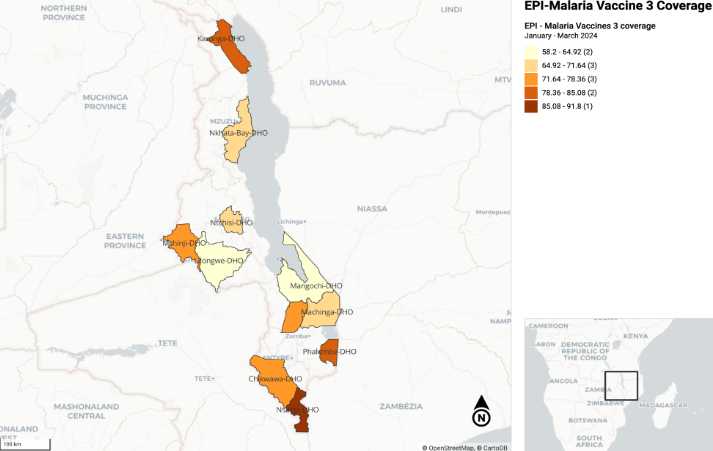 EPI-Malaria Vaccine 3 Coverage
EPI - Malaria Vaccines 3 coverage
January - March 2024
58.2 - 64.92 (2)
64.92 - 71.64 (3)
71.64 - 78.36 (3)
78.36 - 85.08 (2)
85.08 - 91.8 (1)
NORTHERN
PROVINCE
LINDI
Karonga-DHO
RUVUMA
MTW
MUCHINGA
PROVINCE
MZUZU
Nkhata-Bay-DHO
NIASSA
Ntchisi-DHO
Lichinga
Montepuez
EASTERN
PROVINCE
Mchinji-DHO
Lilongwe-DHO
Mangochi-DHO
Machinga-DHO
NAMP
Zomba
TETE
Phalombe-DHO
ANTYRE
TETE
Chikwawa-DHO
MASHONALAND
CENTRAL
Nsanje-DHO
ZAMBÉZIA
N
ONALAND
EST
100 km
© OpenStreetMap, © CartoDB
CAMEROON
KENYA
GABON
DEMOCRATIC
REPUBLIC OF
THE CONGO
ANGOLA
ZAMBIA
ZIMBABWE
MADAGASCAR
BOTSWANA
SOUTH
AFRICA